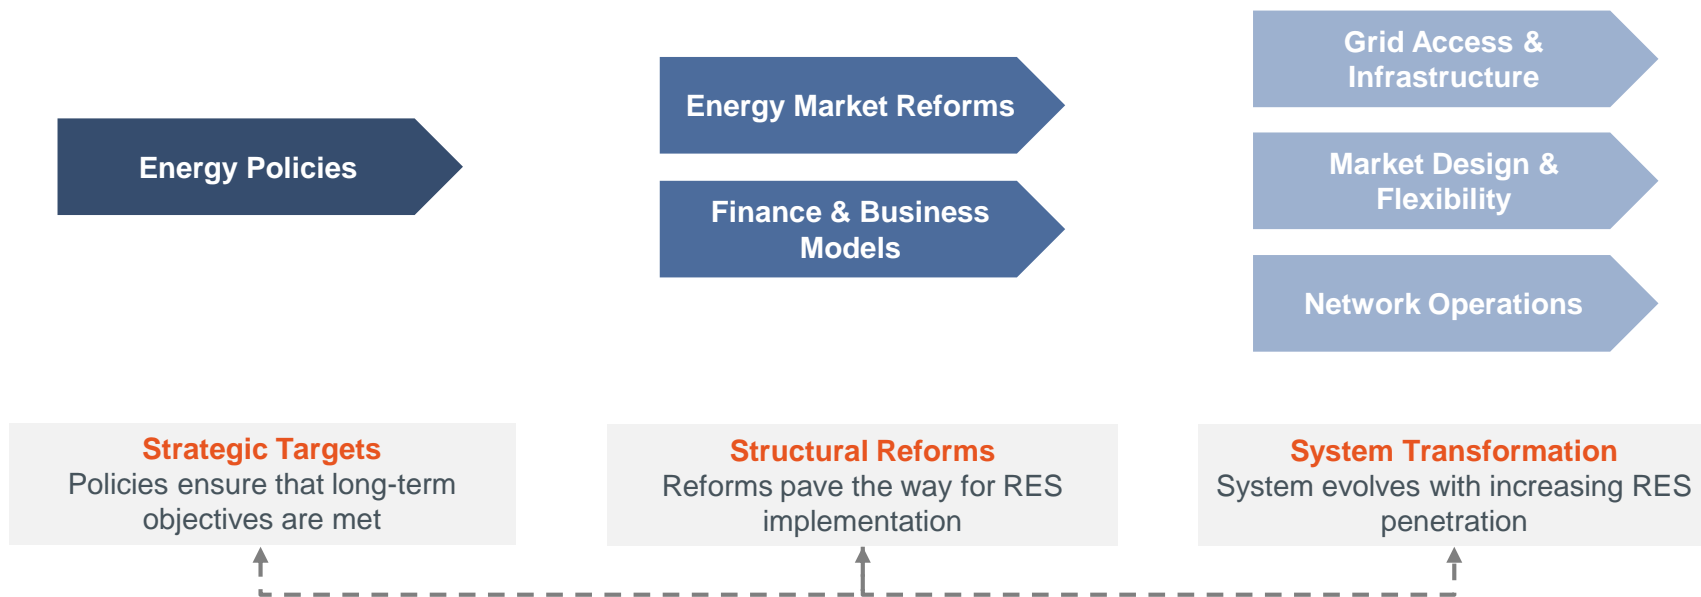 Energy Policies
Energy Market Reforms
Finance & Business
Models
Grid Access &
Infrastructure
Market Design &
Flexibility
Network Operations
Strategic Targets
Policies ensure that long-term
objectives are met
Structural Reforms
Reforms pave the way for RES
implementation
System Transformation
System evolves with increasing RES
penetration